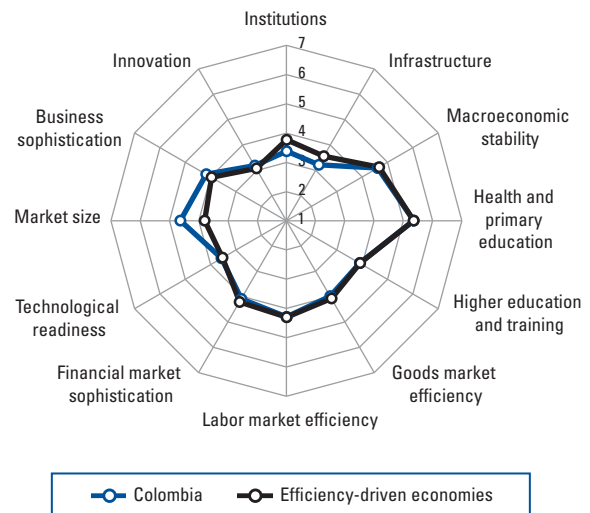 Institutions
7
6
5
4
3
2
1
Infrastructure
Macroeconomic
stability
Health and
primary
education
Higher education
and training
Goods market
efficiency
Labor market efficiency
Financial market
sophistication
Technological
readiness
Market size
Business
sophistication
Innovation
Colombia
Efficiency-driven economies